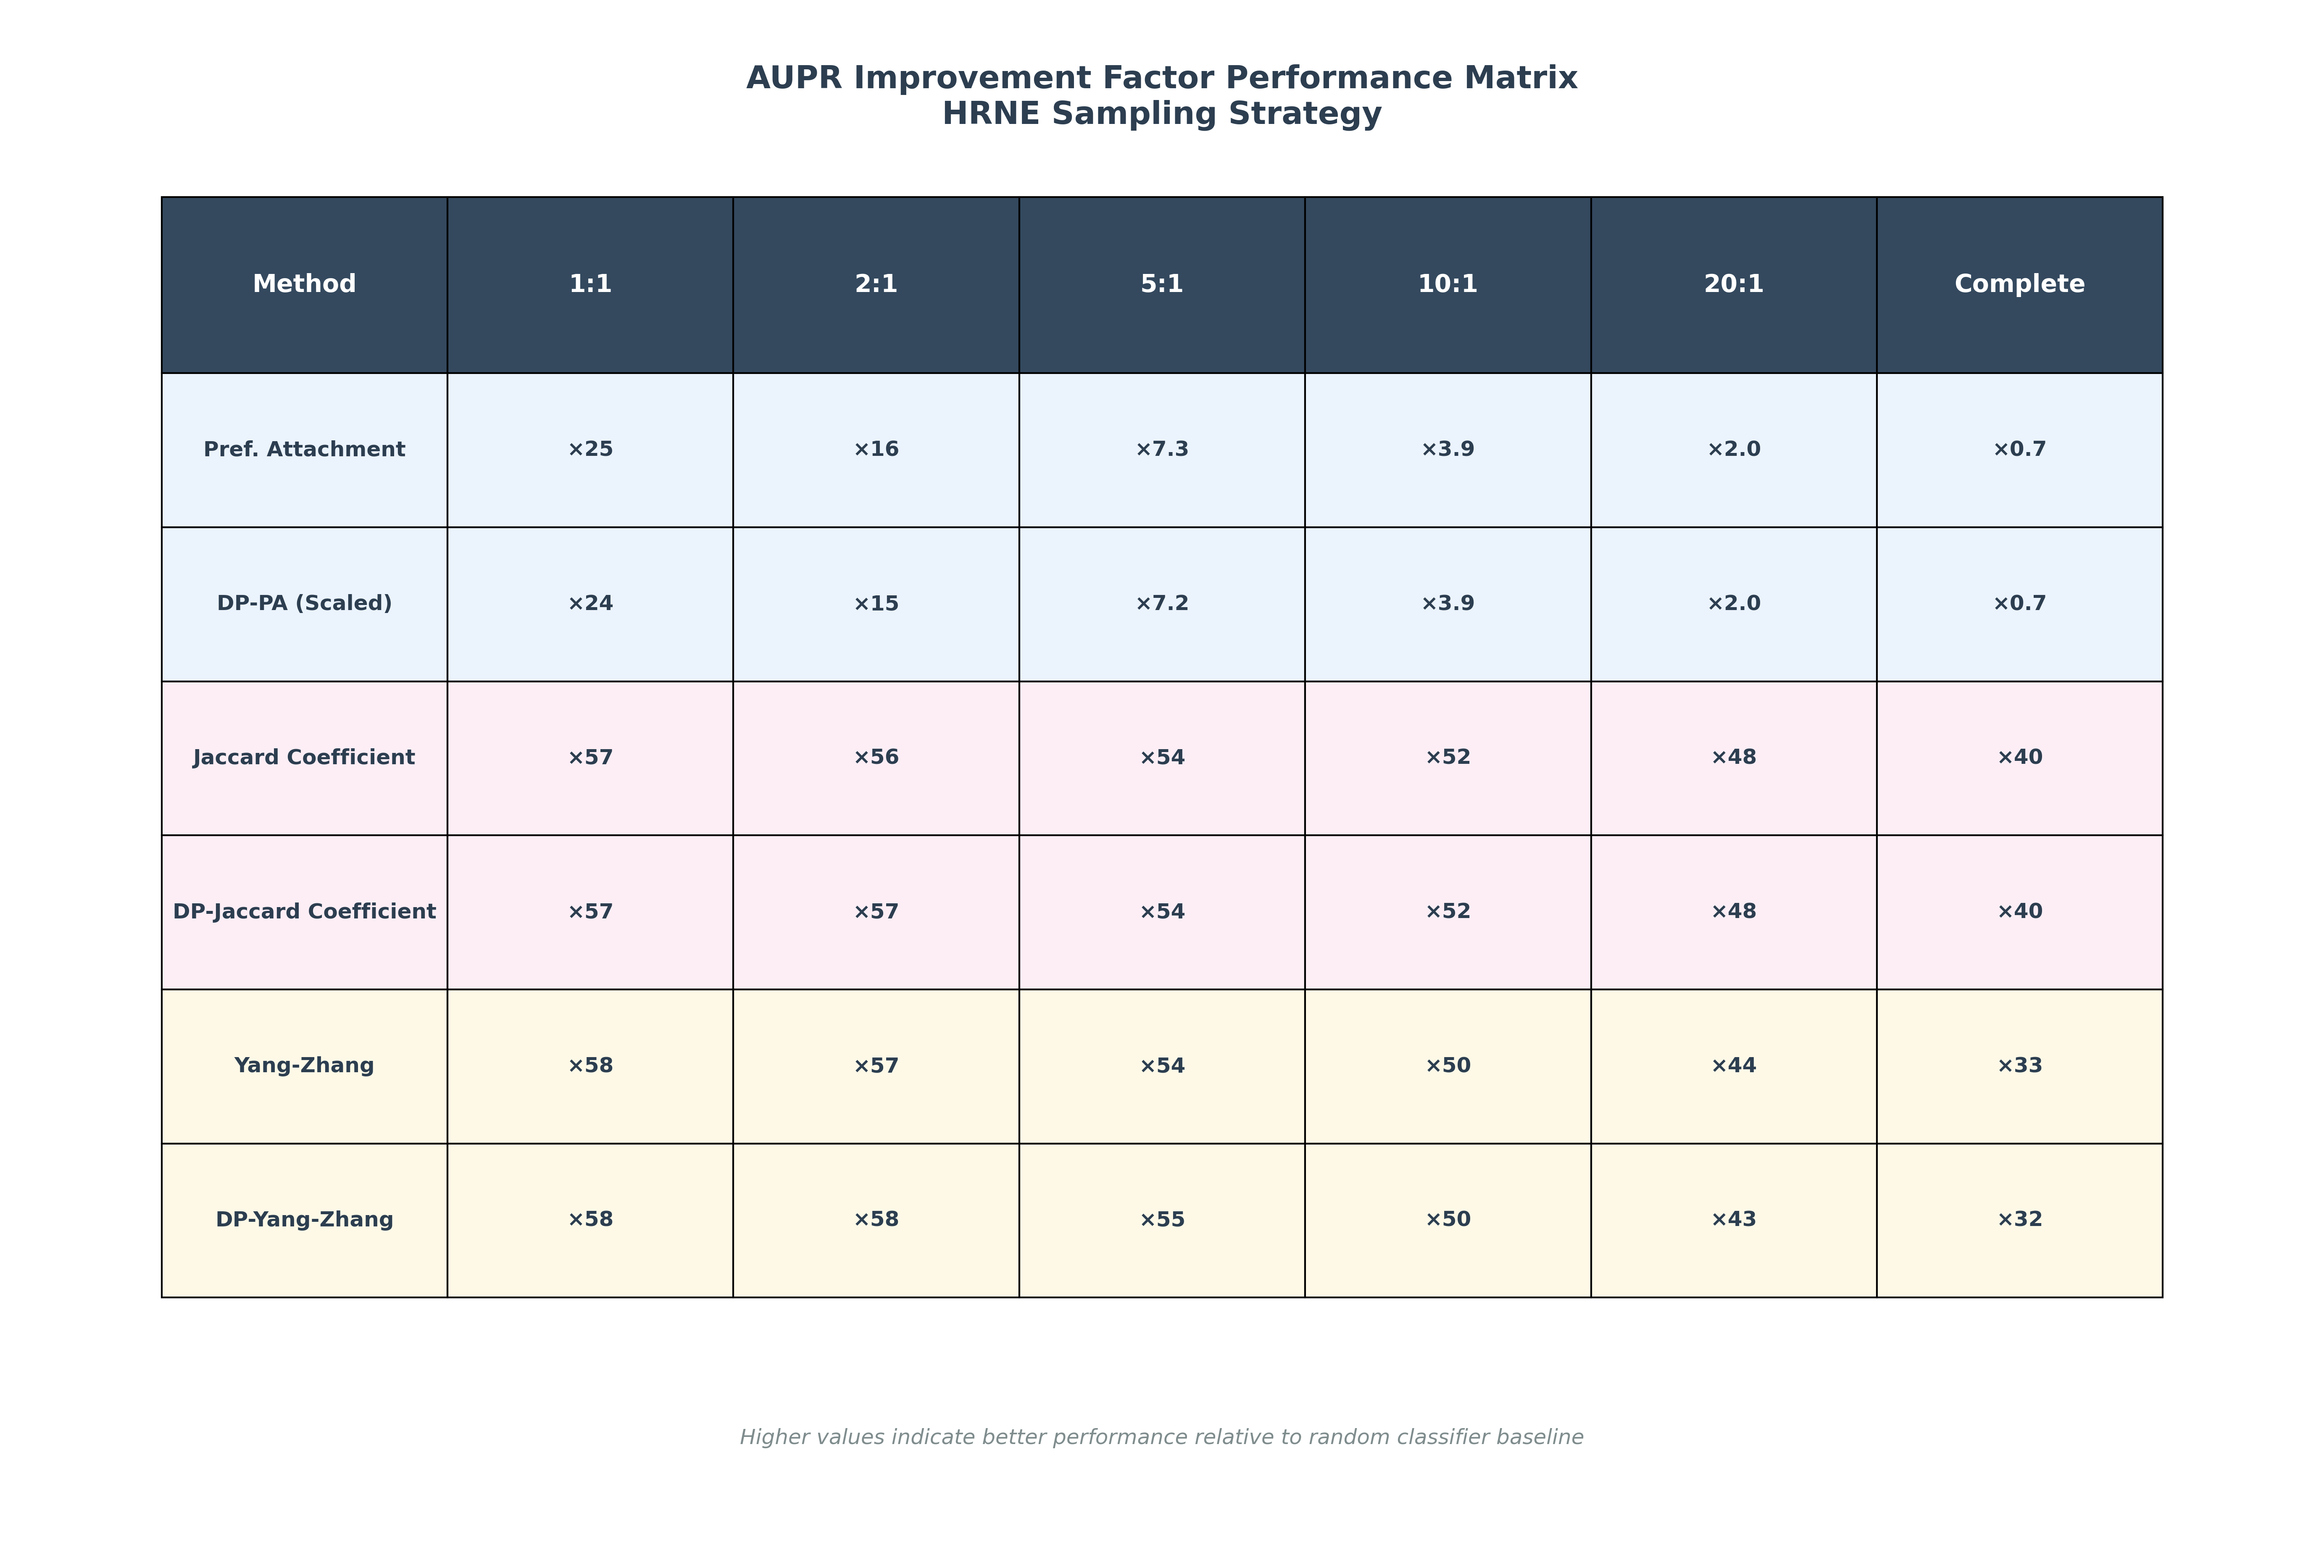 AUPR Improvement Factor Performance Matrix
HRNE Sampling Strategy
Method 1:1 2:1 5:1 10:1 20:1 Complete
Pref. Attachment ×25 ×16 ×7.3 ×3.9 ×2.0 ×0.7
DP-PA (Scaled) ×24 ×15 ×7.2 ×3.9 ×2.0 ×0.7
Jaccard Coefficient ×57 ×56 ×54 ×52 ×48 ×40
DP-Jaccard Coefficient ×57 ×57 ×54 ×52 ×48 ×40
Yang-Zhang ×58 ×57 ×54 ×50 ×44 ×33
DP-Yang-Zhang ×58 ×58 ×55 ×50 ×43 ×32
Higher values indicate better performance relative to random classifier baseline